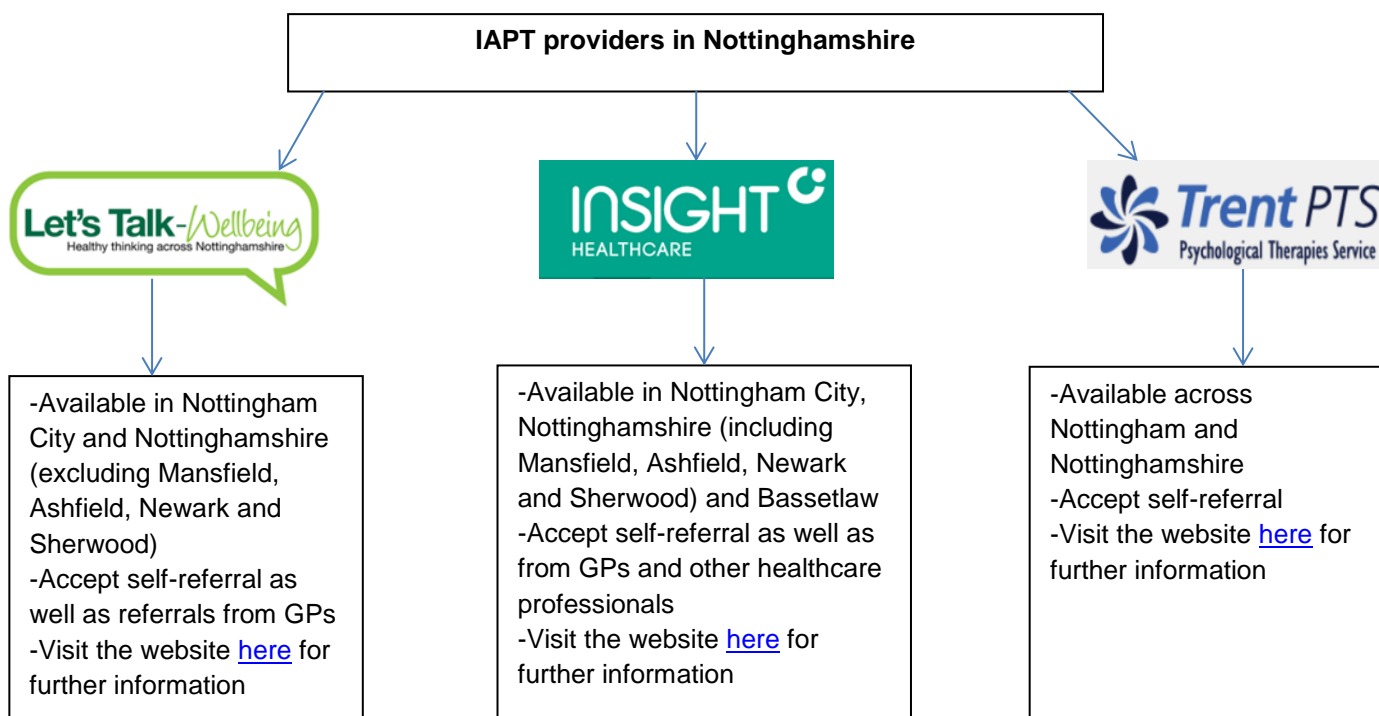 IAPT providers in Nottinghamshire
Let's Talk-Wellbeing
Healthy thinking across Nottinghamshire
INSIGHT
HEALTHCARE
Trent PTS
Psychological Therapies Service
-Available in Nottingham
City and Nottinghamshire
(excluding Mansfield,
Ashfield, Newark and
Sherwood)
-Accept self-referral as
well as referrals from GPs
-Visit the website here for
further information
-Available in Nottingham City,
Nottinghamshire (including
Mansfield, Ashfield, Newark
and Sherwood) and Bassetlaw
-Accept self-referral as well as
from GPs and other healthcare
professionals
-Visit the website here for
further information
-Available across
Nottingham and
Nottinghamshire
-Accept self-referral
-Visit the website here for
further information